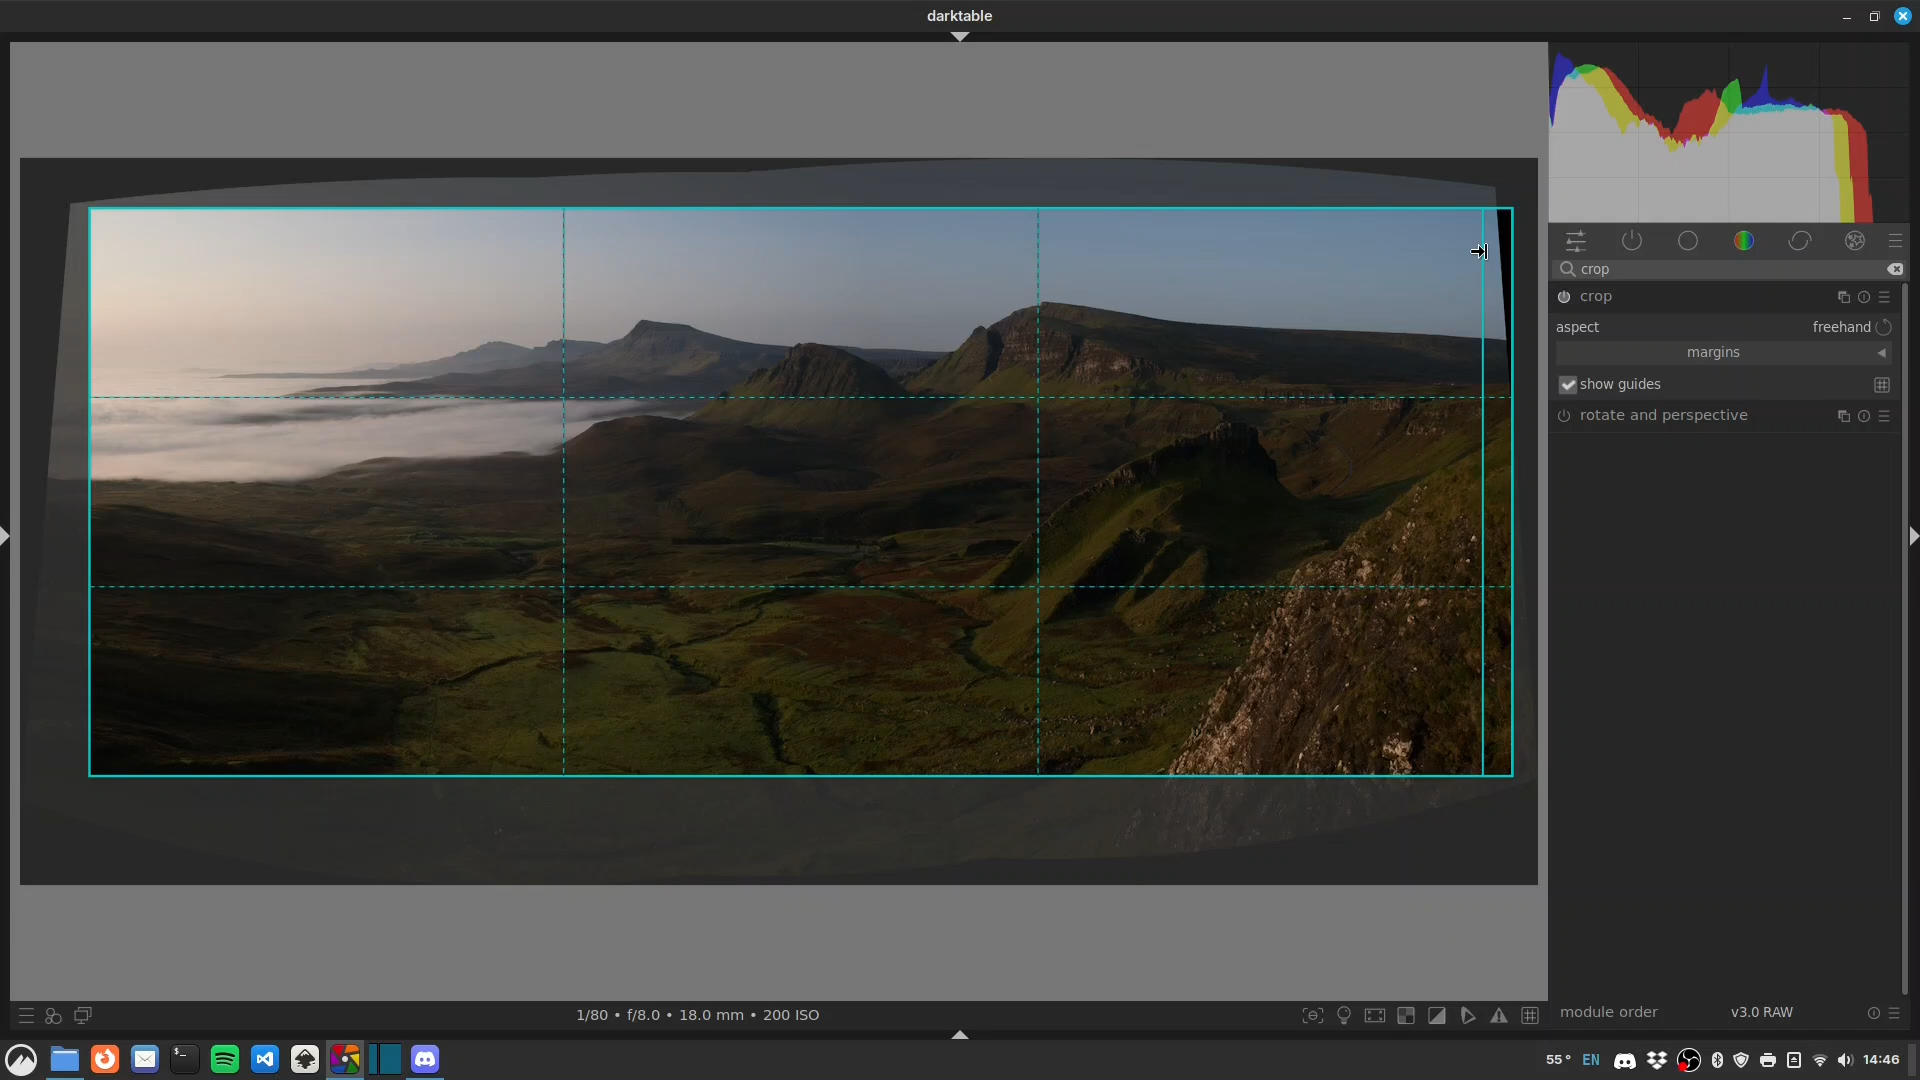 darktable
crop
crop
aspect
freehand
margins
show guides
rotate and perspective
1/80 • f/8.0 • 18.0 mm • 200 ISO
module order
v3.0 RAW
55°
EN
14:46